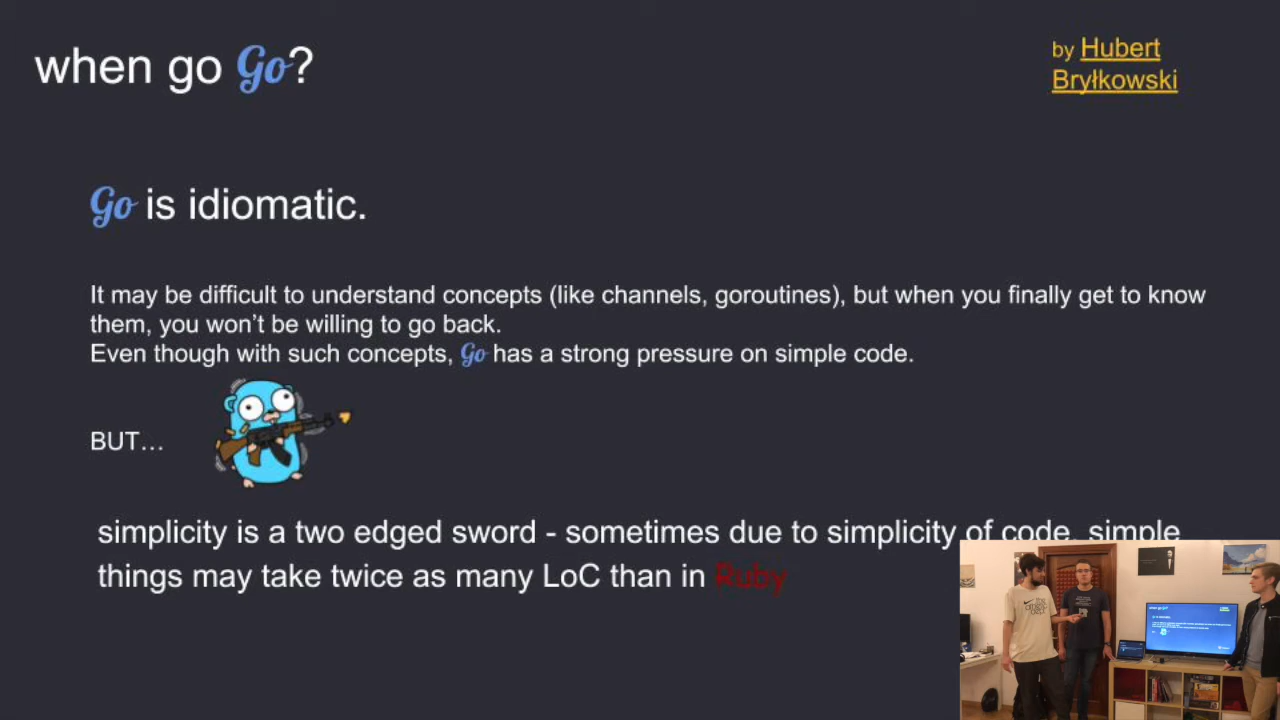 when go Go?
by Hubert
Bryłkowski
Go is idiomatic.
It may be difficult to understand concepts (like channels, goroutines), but when you finally get to know
them, you won't be willing to go back.
Even though with such concepts, Go has a strong pressure on simple code.
BUT…
simplicity is a two edged sword - sometimes due to simplicity of code, simple
things may take twice as many LoC than in Ruby